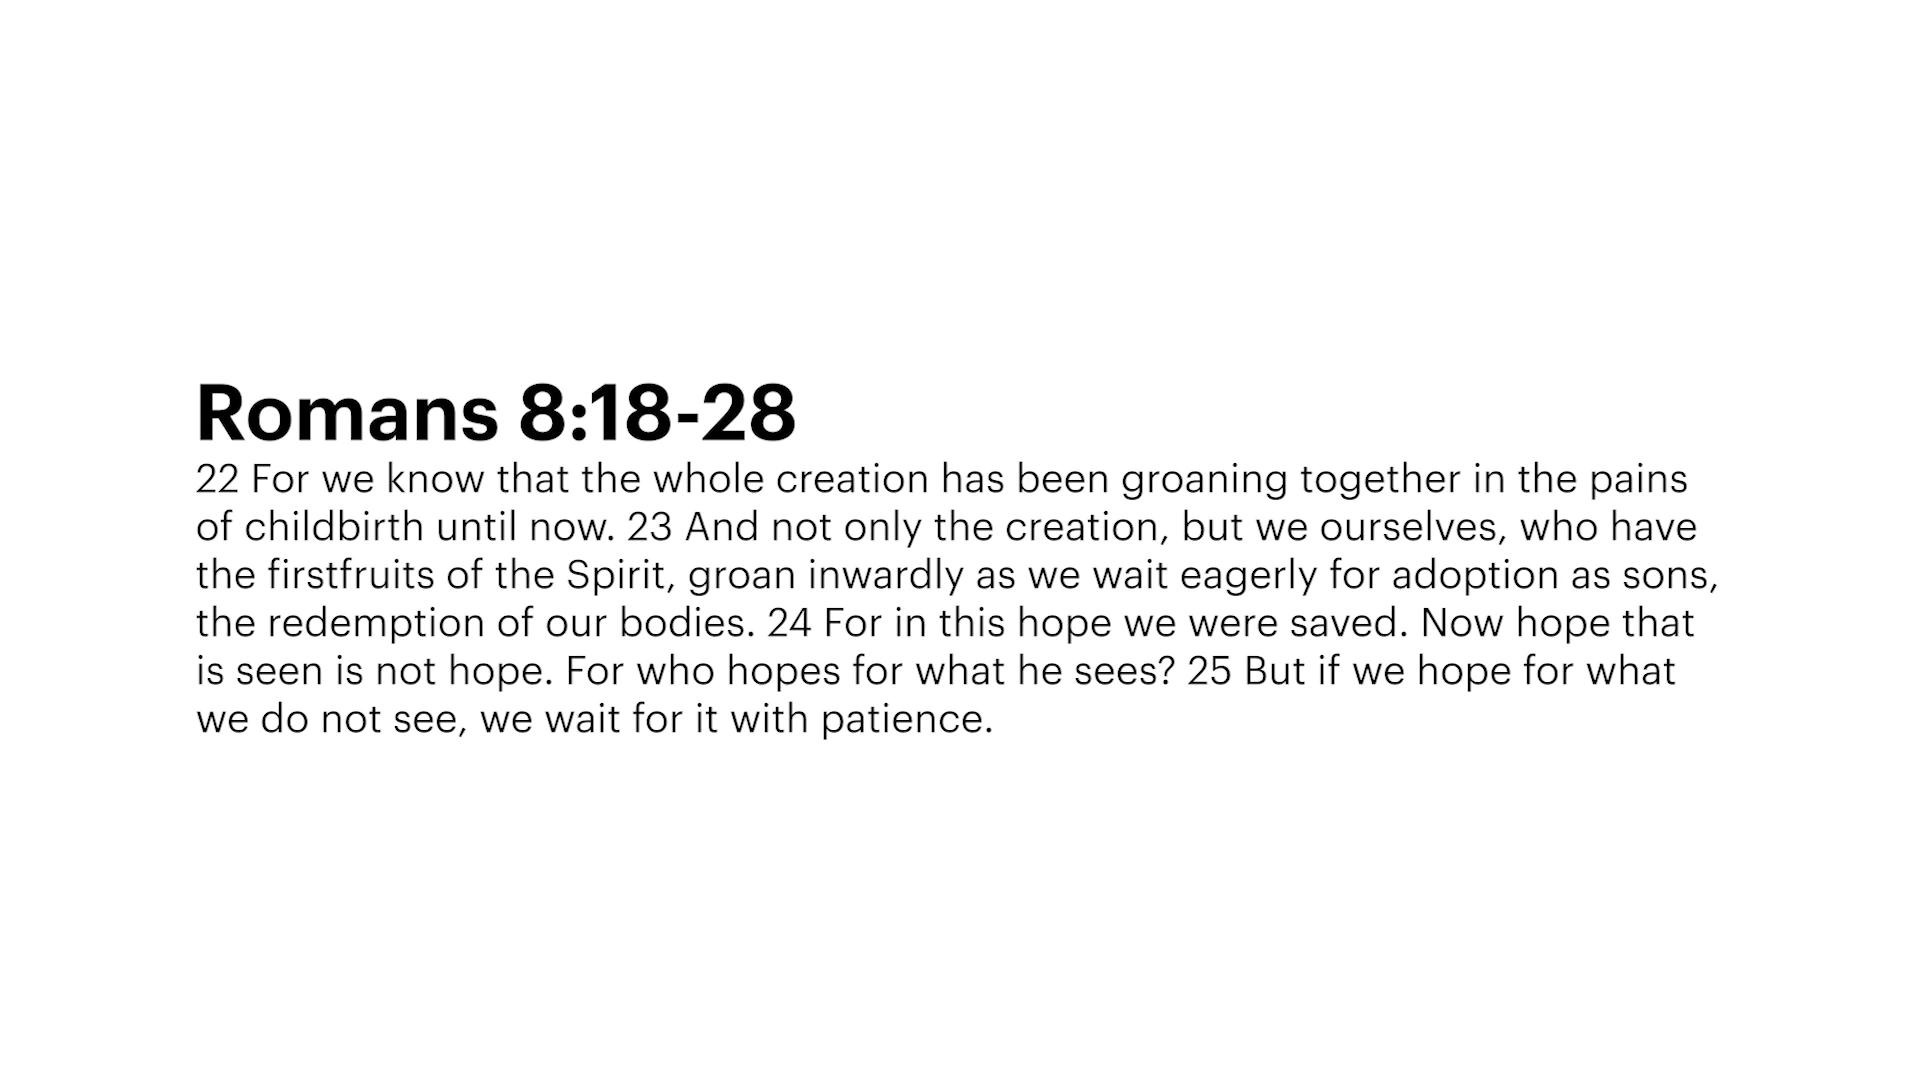 Romans 8:18-28
22 For we know that the whole creation has been groaning together in the pains
of childbirth until now. 23 And not only the creation, but we ourselves, who have
the firstfruits of the Spirit, groan inwardly as we wait eagerly for adoption as sons,
the redemption of our bodies. 24 For in this hope we were saved. Now hope that
is seen is not hope. For who hopes for what he sees? 25 But if we hope for what
we do not see, we wait for it with patience.